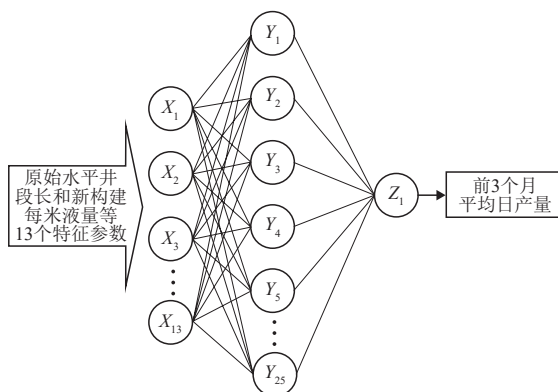 原始水平井
段长和新构建
每米液量等
13个特征参数
X1
X2
X3
X13
Y1
Y2
Y3
Y4
Y5
Y25
Z1
前3个月
平均日产量